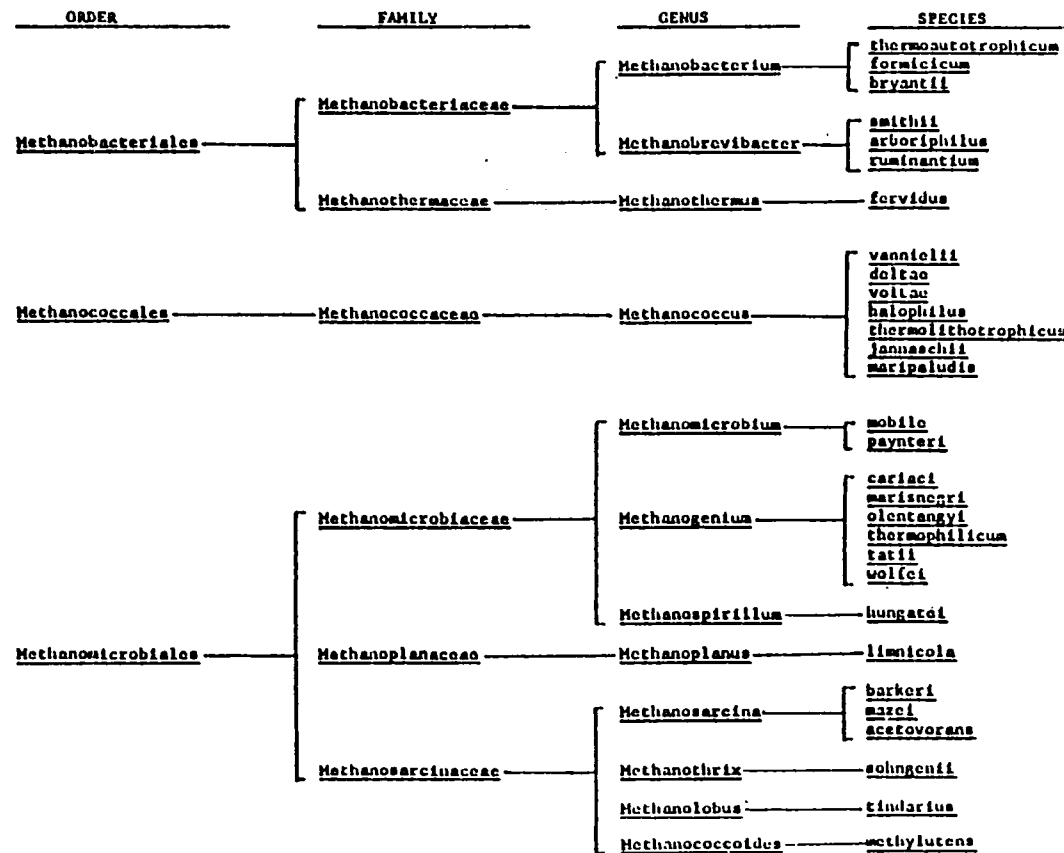 ORDER FAMILY GENUS SPECIES
thermoautotrophicum
Methanobacterium formicicum
bryantii
Methanobacteriaceae
smithii
Methanobacteriales Methanobrevibacter arboriphilus
ruminantium
Methanothermaceae Methanothermus fervidus
vannielii
deltae
voltae
Methanococcales Methanococcaceae Methanococcus halophilus
thermolithotrophicus
jannaschii
maripaludis
Methanomicrobium mobile
paynteri
cariaci
marisnegri
Methanomicrobiaceae Methanogenium olentangyi
thermophilicum
tatii
wolfei
Methanospirillum hungatei
Methanomicrobiales Methanoplanaceae Methanoplanus limnicola
barkeri
Methanosarcina mazei
acetovorans
Methanosarcinaceae Methanothrix sohngenii
Methanolobus tindarius
Methanococcoides methylutens